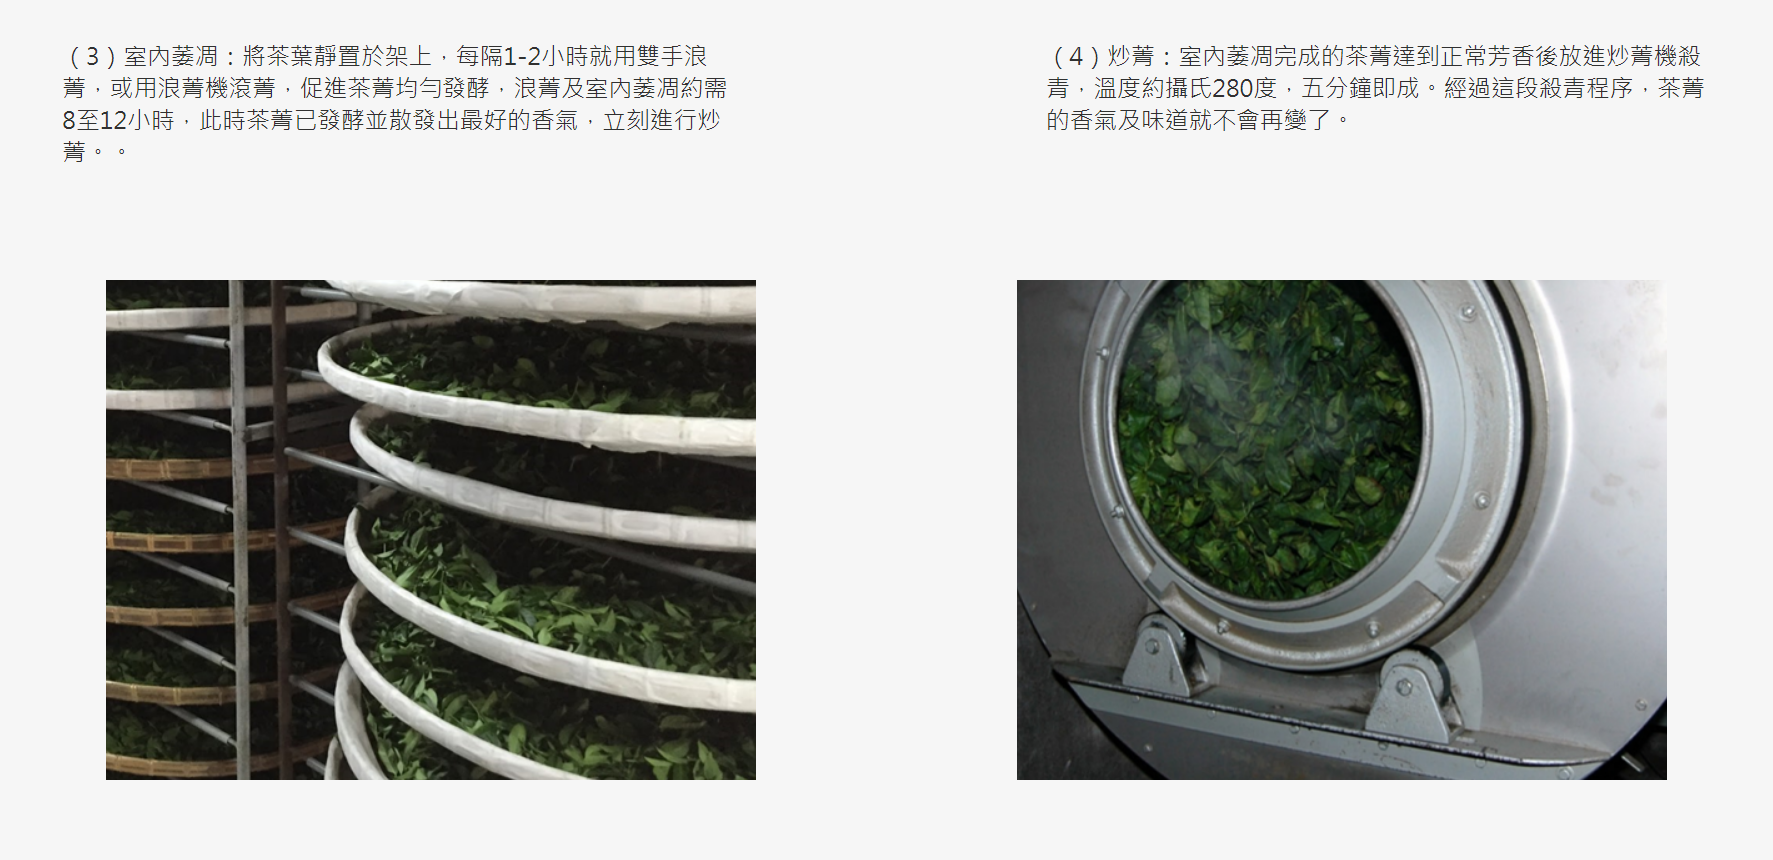 （3）室內萎凋：將茶葉靜置於架上，每隔1-2小時就用雙手浪
菁，或用浪菁機滾菁，促進茶菁均勻發酵，浪菁及室內萎凋約需
8至12小時，此時茶菁已發酵並散發出最好的香氣，立刻進行炒
菁。。
（4）炒菁：室內萎凋完成的茶菁達到正常芳香後放進炒菁機殺
青，溫度約攝氏280度，五分鐘即成。經過這段殺青程序，茶菁
的香氣及味道就不會再變了。